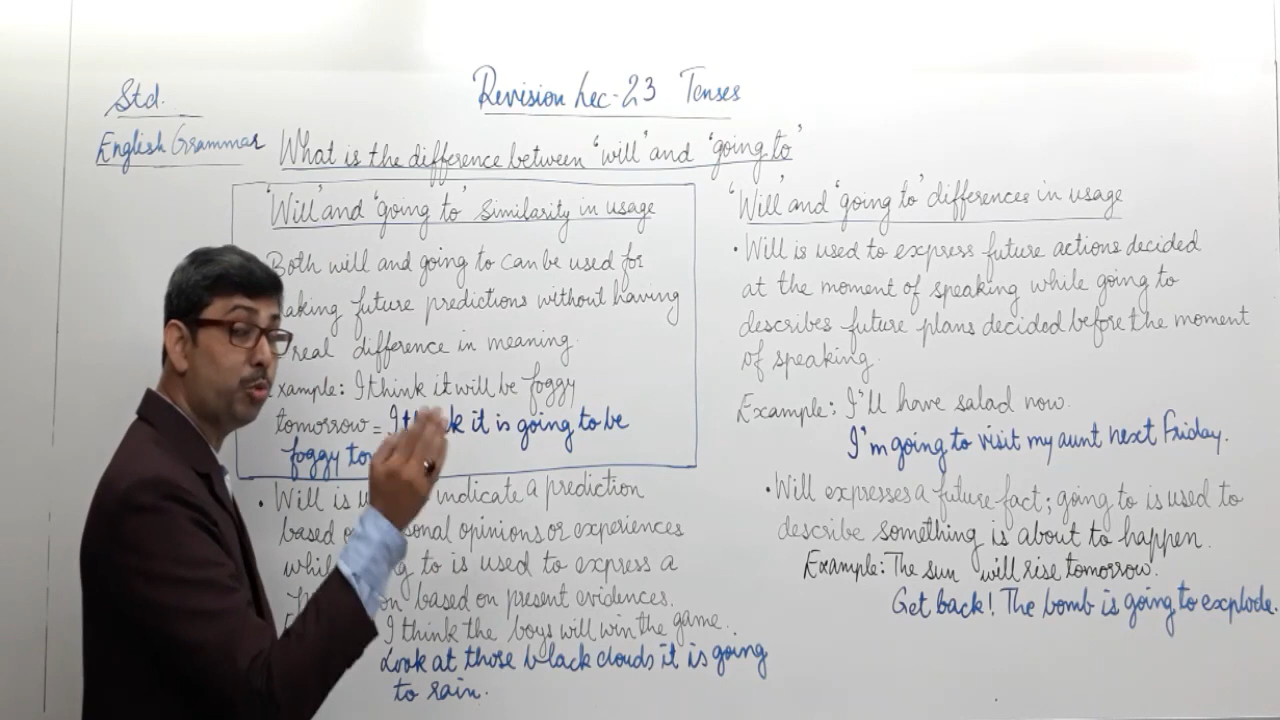 Revision Lec-23 Tenses
Std.
English Grammar
What is the difference between "will" and "going to"
'Will' and 'going to' Similarity in usage
Both will and going to can be used for
future predictions without having
real difference in meaning.
I think it will be foggy
tomorrow = I it is going to be
foggy
• Will is indicate a prediction
based opinions or experiences
to is used to express a
based on present evidences.
I think the boys will win the game.
Look at those black clouds it is going
to rain.
'Will' and 'going to' differences in usage
• Will is used to express future actions decided
at the moment of speaking while going to
describes future plans decided before the moment
of speaking.
Example: I'll have salad now.
I'm going to visit my aunt next Friday.
• Will expresses a future fact; going to is used to
describe something is about to happen.
Example: The sun will rise tomorrow.
Get back! The bomb is going to explode.